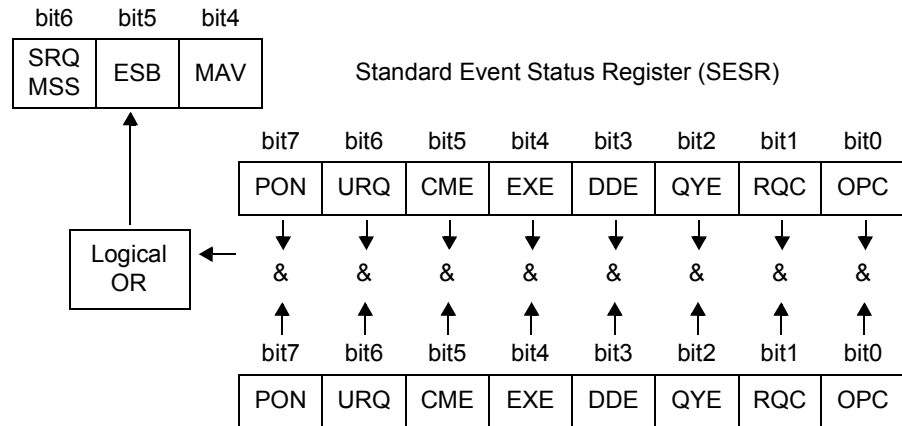 bit6 bit5 bit4
SRQ MSS ESB MAV
Standard Event Status Register (SESR)
bit7 bit6 bit5 bit4 bit3 bit2 bit1 bit0
PON URQ CME EXE DDE QYE RQC OPC
Logical
OR
& & & & & & & &
bit7 bit6 bit5 bit4 bit3 bit2 bit1 bit0
PON URQ CME EXE DDE QYE RQC OPC